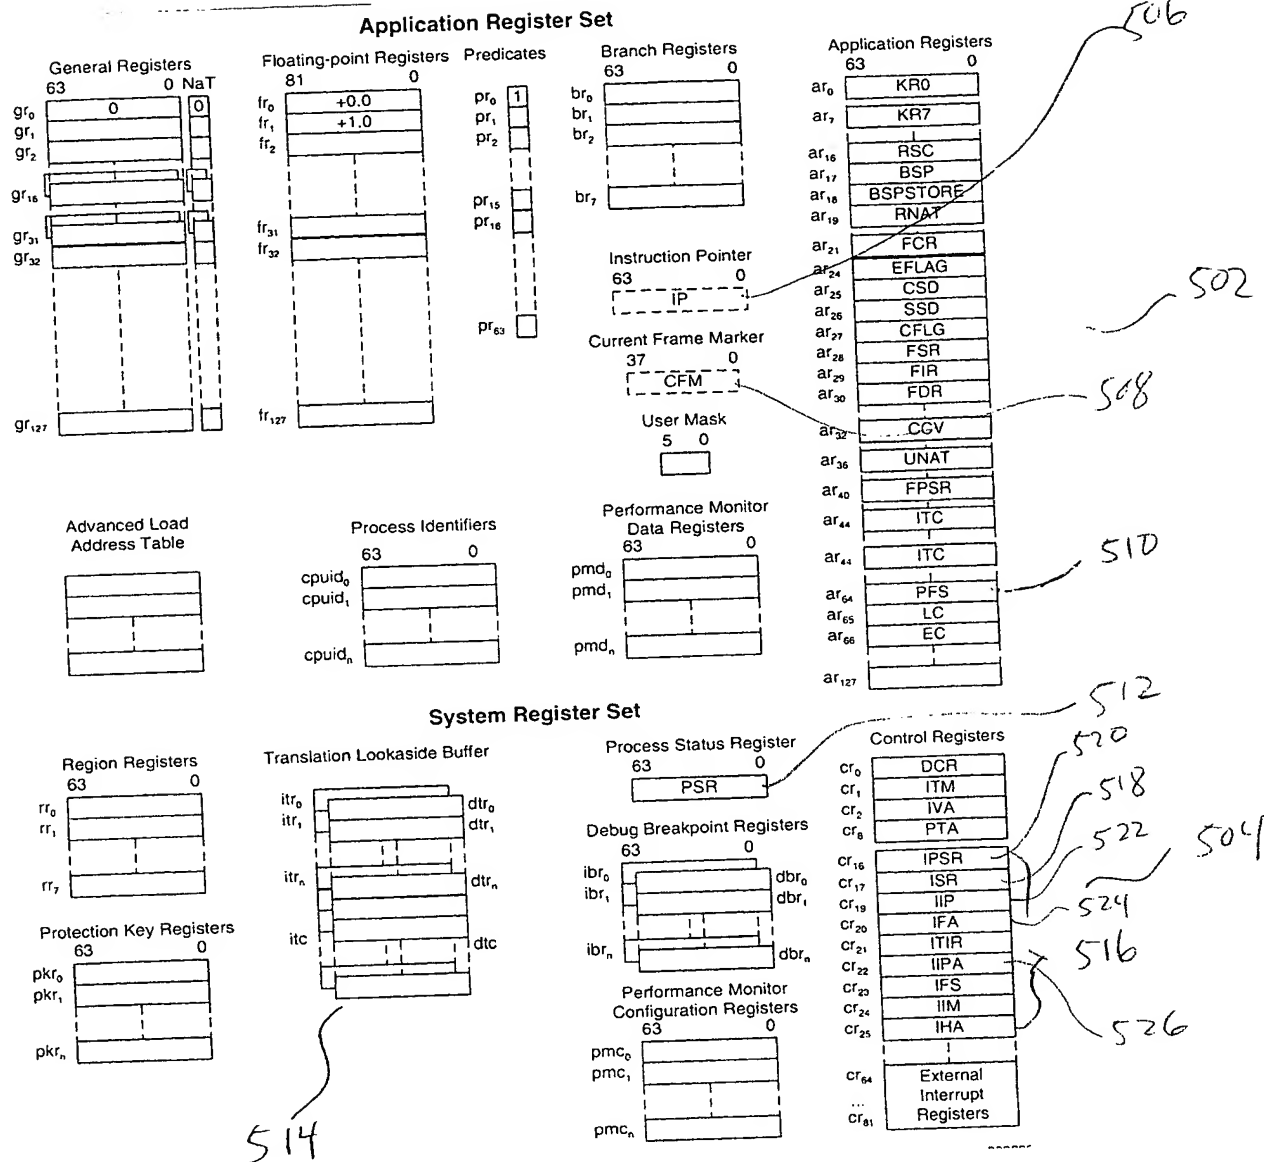 Application Register Set
506
General Registers
63 0 NaT
gr0 0 0
gr1
gr2
gr16
gr31
gr32
gr127
Floating-point Registers
81 0
fr0 +0.0
fr1 +1.0
fr2
fr31
fr32
fr127
Predicates
pr0 1
pr1
pr2
pr15
pr16
pr63
Branch Registers
63 0
br0
br1
br2
br7
Instruction Pointer
63 0
IP
Current Frame Marker
37 0
CFM
User Mask
5 0
Application Registers
63 0
ar0 KR0
ar7 KR7
ar16 RSC
ar17 BSP
ar18 BSPSTORE
ar19 RNAT
ar21 FCR
ar24 EFLAG
ar25 CSD
ar26 SSD
ar27 CFLG
ar28 FSR
ar29 FIR
ar30 FDR
ar32 CGV
ar36 UNAT
ar40 FPSR
ar44 ITC
ar44 ITC
ar64 PFS
ar65 LC
ar66 EC
ar127
502
508
510
Advanced Load
Address Table
Process Identifiers
63 0
cpuid0
cpuid1
cpuidn
Performance Monitor
Data Registers
63 0
pmd0
pmd1
pmdn
System Register Set
512
Region Registers
63 0
rr0
rr1
rr7
Protection Key Registers
63 0
pkr0
pkr1
pkrn
Translation Lookaside Buffer
itr0 dtr0
itr1 dtr1
itrn dtrn
itc dtc
514
Process Status Register
63 0
PSR
Debug Breakpoint Registers
63 0
ibr0 dbr0
ibr1 dbr1
ibrn dbrn
Performance Monitor
Configuration Registers
63 0
pmc0
pmc1
pmcn
Control Registers
cr0 DCR
cr1 ITM
cr2 IVA
cr8 PTA
cr16 IPSR
cr17 ISR
cr19 IIP
cr20 IFA
cr21 ITIR
cr22 IIPA
cr23 IFS
cr24 IIM
cr25 IHA
cr64 External
... Interrupt
cr81 Registers
520
518
522
504
524
516
526